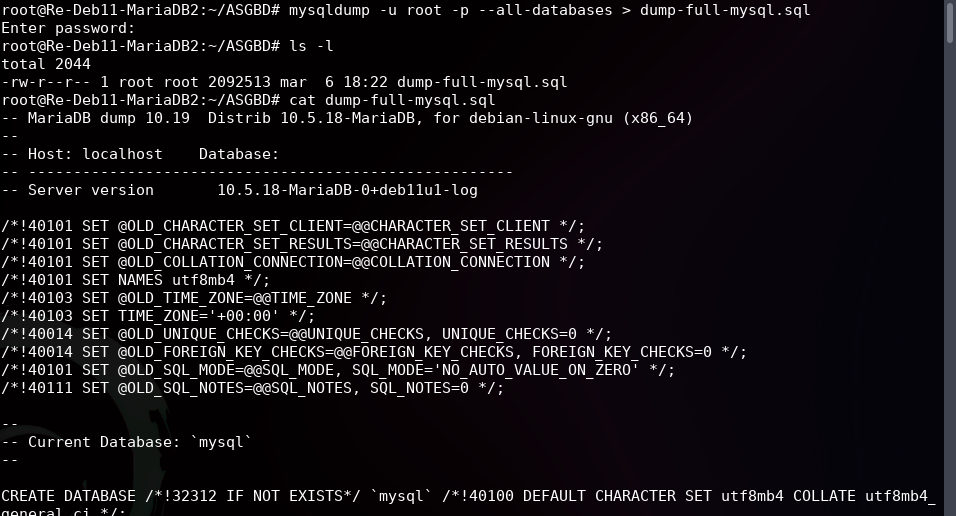 root@Re-Deb11-MariaDB2:~/ASGBD# mysqldump -u root -p --all-databases > dump-full-mysql.sql
Enter password:
root@Re-Deb11-MariaDB2:~/ASGBD# ls -l
total 2044
-rw-r--r-- 1 root root 2092513 mar  6 18:22 dump-full-mysql.sql
root@Re-Deb11-MariaDB2:~/ASGBD# cat dump-full-mysql.sql
-- MariaDB dump 10.19  Distrib 10.5.18-MariaDB, for debian-linux-gnu (x86_64)
--
-- Host: localhost    Database:
-- ------------------------------------------------------
-- Server version       10.5.18-MariaDB-0+deb11u1-log

/*!40101 SET @OLD_CHARACTER_SET_CLIENT=@@CHARACTER_SET_CLIENT */;
/*!40101 SET @OLD_CHARACTER_SET_RESULTS=@@CHARACTER_SET_RESULTS */;
/*!40101 SET @OLD_COLLATION_CONNECTION=@@COLLATION_CONNECTION */;
/*!40101 SET NAMES utf8mb4 */;
/*!40103 SET @OLD_TIME_ZONE=@@TIME_ZONE */;
/*!40103 SET TIME_ZONE='+00:00' */;
/*!40014 SET @OLD_UNIQUE_CHECKS=@@UNIQUE_CHECKS, UNIQUE_CHECKS=0 */;
/*!40014 SET @OLD_FOREIGN_KEY_CHECKS=@@FOREIGN_KEY_CHECKS, FOREIGN_KEY_CHECKS=0 */;
/*!40101 SET @OLD_SQL_MODE=@@SQL_MODE, SQL_MODE='NO_AUTO_VALUE_ON_ZERO' */;
/*!40111 SET @OLD_SQL_NOTES=@@SQL_NOTES, SQL_NOTES=0 */;

--
-- Current Database: `mysql`
--

CREATE DATABASE /*!32312 IF NOT EXISTS*/ `mysql` /*!40100 DEFAULT CHARACTER SET utf8mb4 COLLATE utf8mb4_
general_ci */;